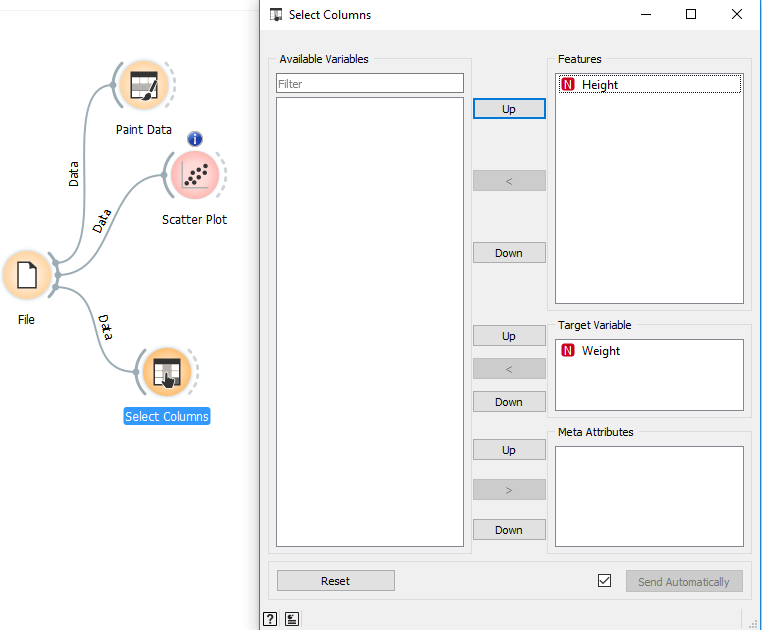 Select Columns
Available Variables
Filter
Up
<
Down
Up
<
Down
Up
>
Down
Features
N Height
Target Variable
N Weight
Meta Attributes
Reset
Send Automatically
?
Data
Paint Data
i
Data
Scatter Plot
File
Data
Select Columns